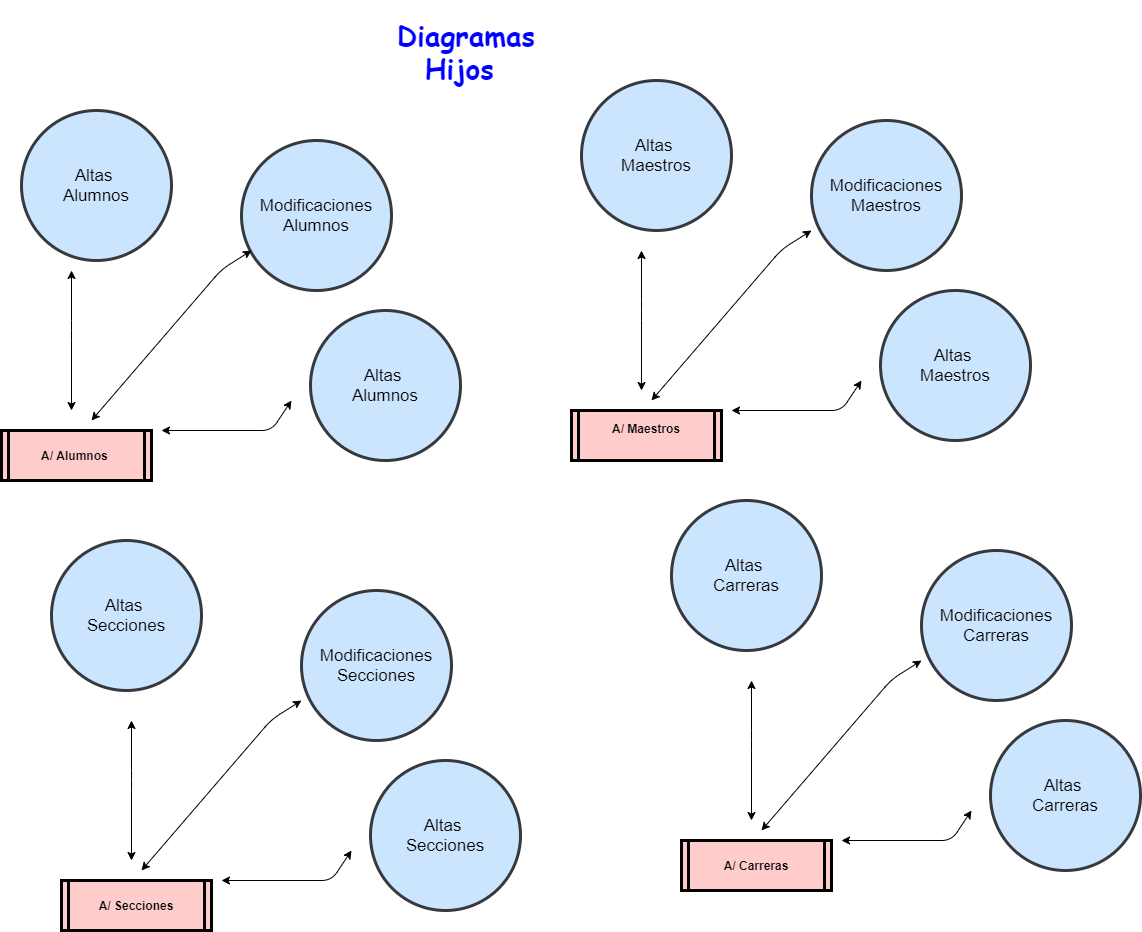 Diagramas
Hijos
Altas
Alumnos
Modificaciones
Alumnos
Altas
Alumnos
A/ Alumnos
Altas
Maestros
Modificaciones
Maestros
Altas
Maestros
A/ Maestros
Altas
Secciones
Modificaciones
Secciones
Altas
Secciones
A/ Secciones
Altas
Carreras
Modificaciones
Carreras
Altas
Carreras
A/ Carreras